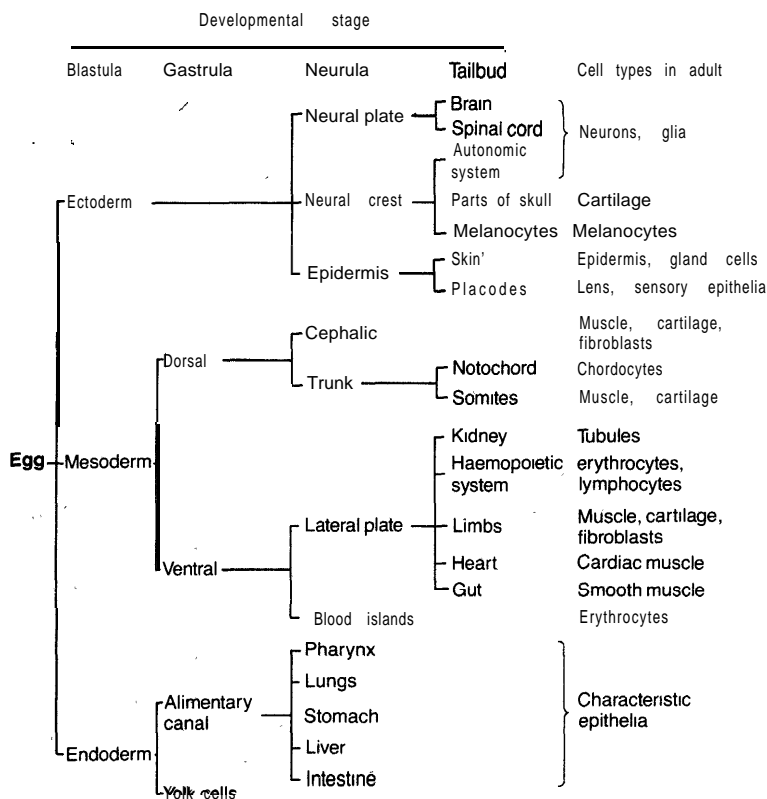 Developmental stage
Blastula Gastrula Neurula Tailbud Cell types in adult
Neural plate Brain
Spinal cord
Neurons, glia
Autonomic
system
Ectoderm Neural crest Parts of skull Cartilage
Melanocytes Melanocytes
Epidermis Skin' Epidermis, gland cells
Placodes Lens, sensory epithelia
Cephalic Muscle, cartilage,
fibroblasts
Dorsal
Trunk Notochord Chordocytes
Somites Muscle, cartilage
Egg Mesoderm
Kidney Tubules
Haemopoietic erythrocytes,
system lymphocytes
Lateral plate Limbs Muscle, cartilage,
fibroblasts
Ventral Heart Cardiac muscle
Gut Smooth muscle
Blood islands Erythrocytes
Pharynx
Lungs
Alimentary
canal
Stomach
Characteristic
epithelia
Endoderm Liver
Intestine
Yolk cells